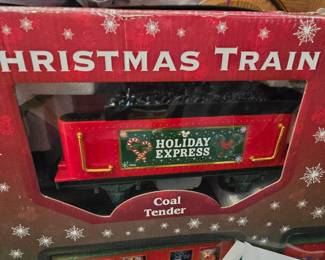 CHRISTMAS TRAIN
HOLIDAY
EXPRESS
Coal
Tender